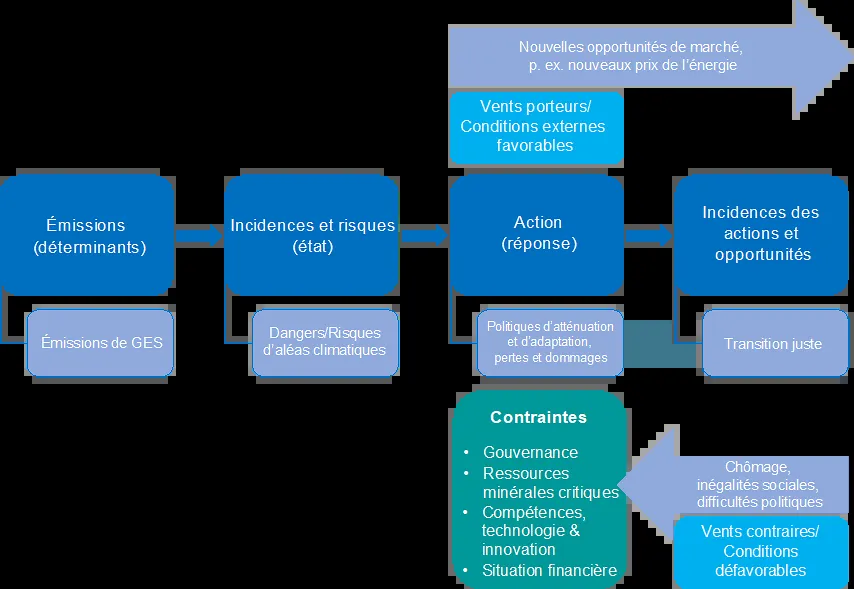 Nouvelles opportunités de marché,
p. ex. nouveaux prix de l'énergie
Vents porteurs/
Conditions externes
favorables
Émissions
(déterminants)
Incidences et risques
(état)
Action
(réponse)
Incidences des
actions et
opportunités
Émissions de GES
Dangers/Risques
d'aléas climatiques
Politiques d'atténuation
et d'adaptation,
pertes et dommages
Transition juste
Contraintes
• Gouvernance
• Ressources
minérales critiques
• Compétences,
technologie &
innovation
• Situation financière
Chômage,
inégalités sociales,
difficultés politiques
Vents contraires/
Conditions
défavorables